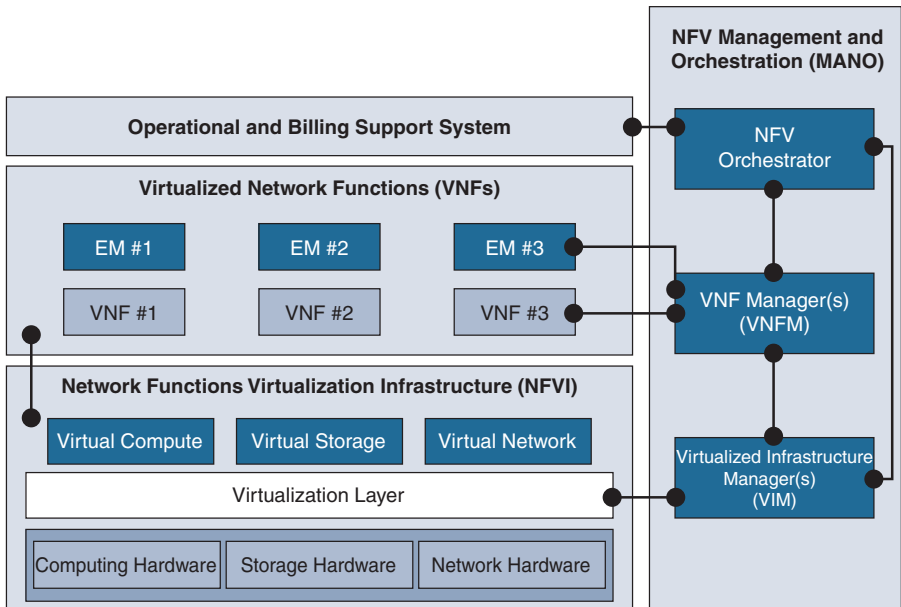 NFV Management and
Orchestration (MANO)
Operational and Billing Support System
NFV
Orchestrator
Virtualized Network Functions (VNFs)
EM #1
EM #2
EM #3
VNF #1
VNF #2
VNF #3
VNF Manager(s)
(VNFM)
Network Functions Virtualization Infrastructure (NFVI)
Virtual Compute
Virtual Storage
Virtual Network
Virtualized Infrastructure
Manager(s)
(VIM)
Virtualization Layer
Computing Hardware
Storage Hardware
Network Hardware